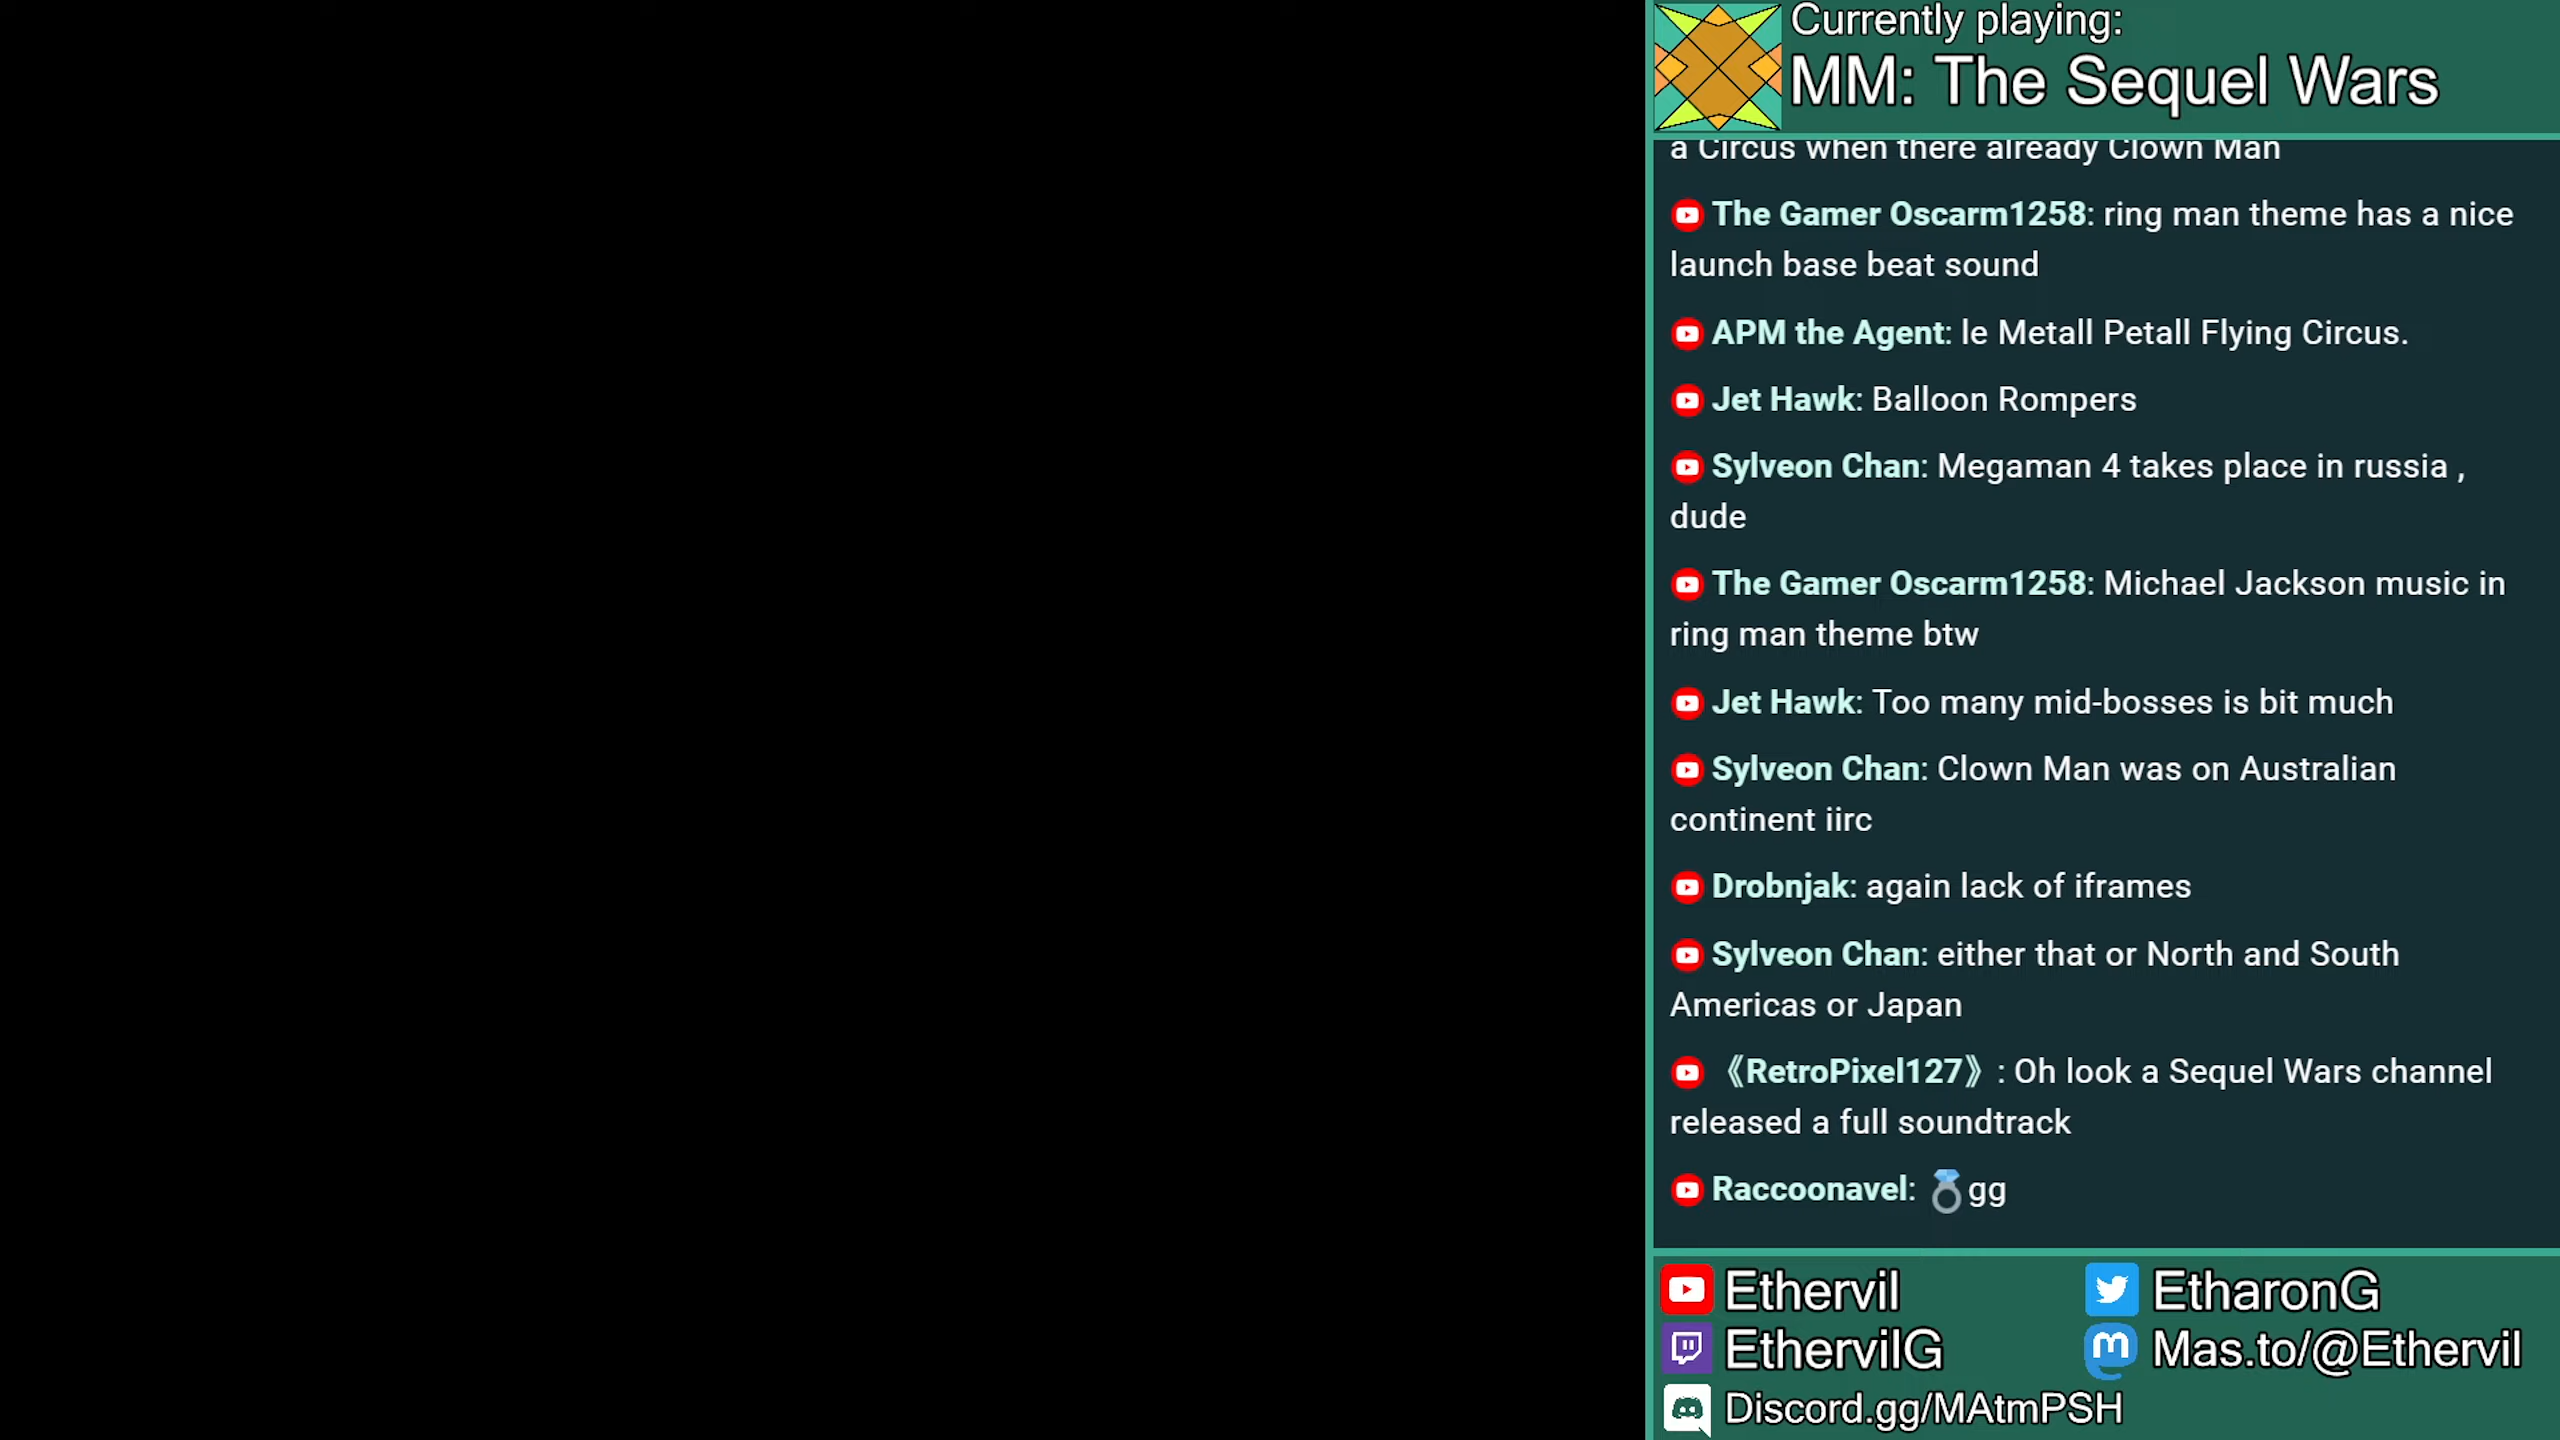 Currently playing:
MM: The Sequel Wars
a Circus when there already Clown Man
The Gamer Oscarm1258: ring man theme has a nice
launch base beat sound
APM the Agent: le Metall Petall Flying Circus.
Jet Hawk: Balloon Rompers
Sylveon Chan: Megaman 4 takes place in russia ,
dude
The Gamer Oscarm1258: Michael Jackson music in
ring man theme btw
Jet Hawk: Too many mid-bosses is bit much
Sylveon Chan: Clown Man was on Australian
continent iirc
Drobnjak: again lack of iframes
Sylveon Chan: either that or North and South
Americas or Japan
《RetroPixel127》: Oh look a Sequel Wars channel
released a full soundtrack
Raccoonavel: 💍gg
Ethervil
EtharonG
EthervilG
Mas.to/@Ethervil
Discord.gg/MAtmPSH